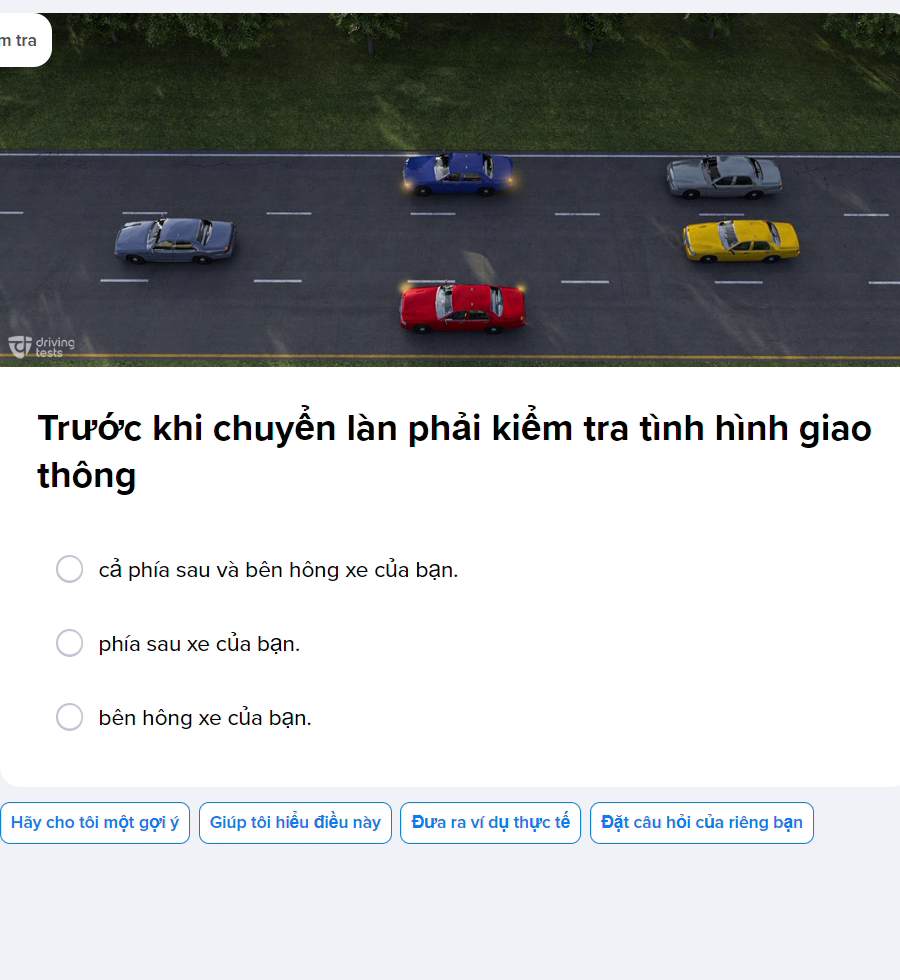 m tra
driving
tests
Trước khi chuyển làn phải kiểm tra tình hình giao
thông
cả phía sau và bên hông xe của bạn.
phía sau xe của bạn.
bên hông xe của bạn.
Hãy cho tôi một gợi ý
Giúp tôi hiểu điều này
Đưa ra ví dụ thực tế
Đặt câu hỏi của riêng bạn